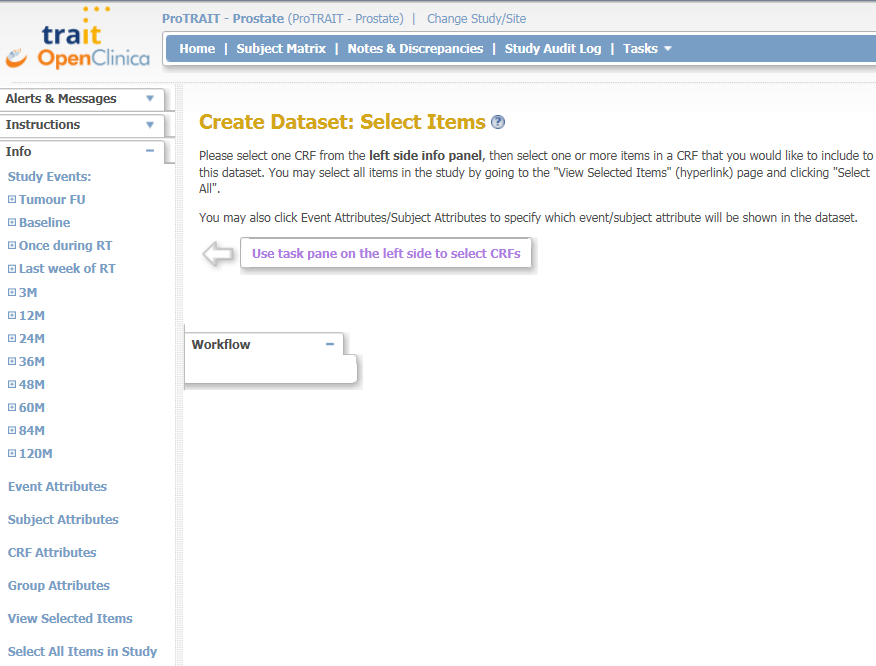 trait
OpenClinica
ProTRAIT - Prostate (ProTRAIT - Prostate) | Change Study/Site
Home | Subject Matrix | Notes & Discrepancies | Study Audit Log | Tasks
Alerts & Messages
Instructions
Info
Study Events:
Tumour FU
Baseline
Once during RT
Last week of RT
3M
12M
24M
36M
48M
60M
84M
120M
Event Attributes
Subject Attributes
CRF Attributes
Group Attributes
View Selected Items
Select All Items in Study
Create Dataset: Select Items ?
Please select one CRF from the left side info panel, then select one or more items in a CRF that you would like to include to
this dataset. You may select all items in the study by going to the "View Selected Items" (hyperlink) page and clicking "Select
All".
You may also click Event Attributes/Subject Attributes to specify which event/subject attribute will be shown in the dataset.
Use task pane on the left side to select CRFs
Workflow